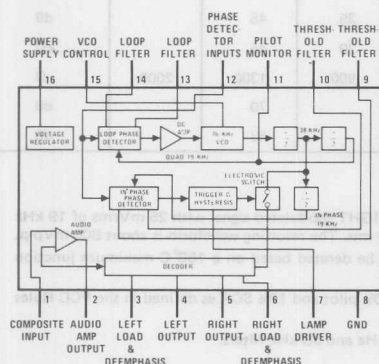 PHASE
DETEC-
TOR
INPUTS
POWER
SUPPLY
VCO
CONTROL
LOOP
FILTER
LOOP
FILTER
PILOT
MONITOR
THRESH-
OLD
FILTER
THRESH-
OLD
FILTER
16
15
14
13
12
11
10
9
VOLTAGE
REGULATOR
LOOP PHASE
DETECTOR
DC
AMP
76 KHz
VCO
38 KHz
QUAD 19 KHz
ELECTRONIC
SWITCH
IN PHASE
PHASE
DETECTOR
TRIGGER &
HYSTERESIS
IN PHASE
19 KHz
AUDIO
AMP
DECODER
1
2
3
4
5
6
7
8
COMPOSITE
INPUT
AUDIO
AMP
OUTPUT
LEFT
LOAD
&
DEEMPHASIS
LEFT
OUTPUT
RIGHT
OUTPUT
RIGHT
LOAD
&
DEEMPHASIS
LAMP
DRIVER
GND